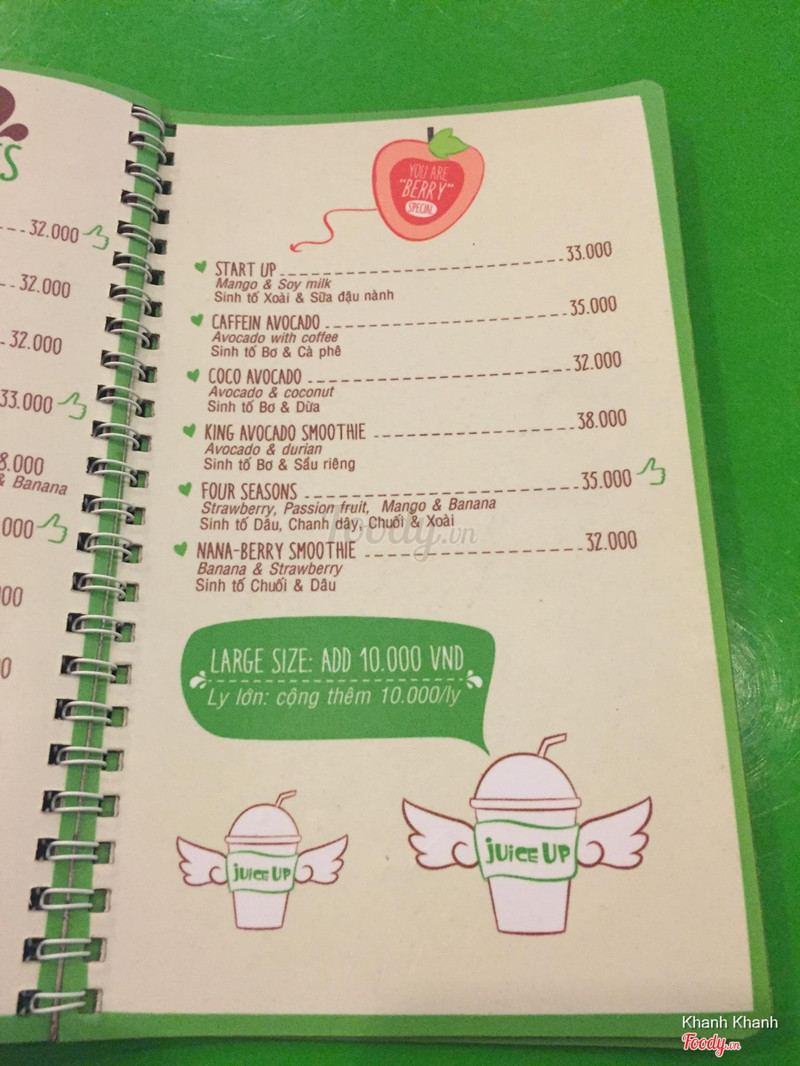 S
32.000
32.000
32.000
33.000
8.000
& Banana
000
00
0
YOU ARE
"BERRY"
SPECIAL
START UP 33.000
Mango & Soy milk
Sinh tố Xoài & Sữa đậu nành
CAFFEIN AVOCADO 35.000
Avocado with coffee
Sinh tố Bơ & Cà phê
COCO AVOCADO 32.000
Avocado & coconut
Sinh tố Bơ & Dừa
KING AVOCADO SMOOTHIE 38.000
Avocado & durian
Sinh tố Bơ & Sầu riêng
FOUR SEASONS 35.000
Strawberry, Passion fruit, Mango & Banana
Sinh tố Dâu, Chanh dây, Chuối & Xoài
NANA-BERRY SMOOTHIE 32.000
Banana & Strawberry
Sinh tố Chuối & Dâu
Foody.vn
LARGE SIZE: ADD 10.000 VND
Ly lớn: cộng thêm 10.000/ly
juice UP
juice UP
Khanh Khanh
Foody.vn